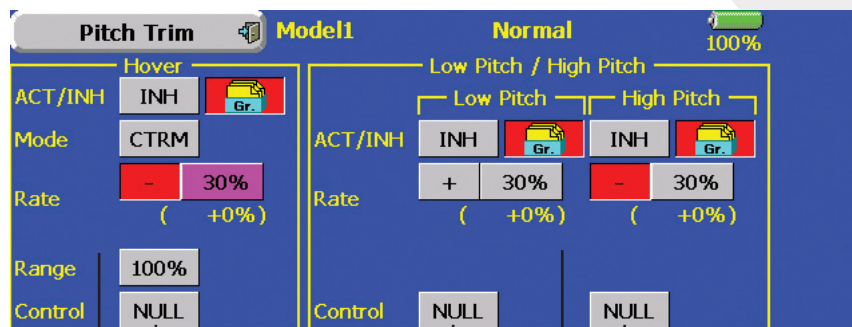 Pitch Trim Model1 Normal 100%
Hover
ACT/INH INH Gr.
Mode CTRM
Rate - 30%
( +0%)
Range 100%
Control NULL
Low Pitch / High Pitch
Low Pitch High Pitch
ACT/INH INH Gr. INH Gr.
Rate + 30% - 30%
( +0%) ( +0%)
Control NULL NULL